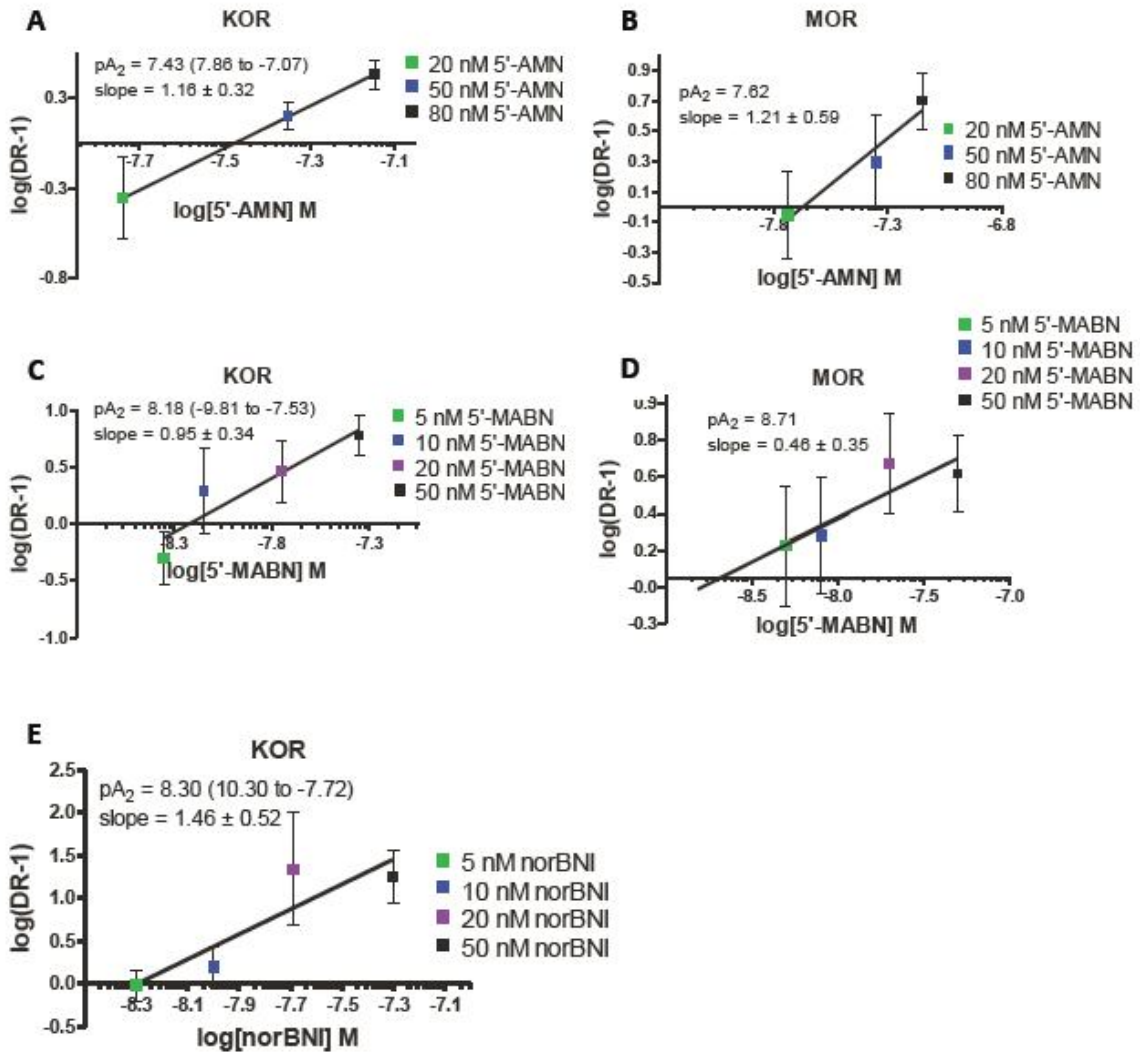 A
KOR
pA2 = 7.43 (7.86 to -7.07)
slope = 1.16 ± 0.32
20 nM 5'-AMN
50 nM 5'-AMN
80 nM 5'-AMN
log(DR-1)
0.3
-0.3
-0.8
-7.7
-7.5
-7.3
-7.1
log[5'-AMN] M
B
MOR
pA2 = 7.62
slope = 1.21 ± 0.59
20 nM 5'-AMN
50 nM 5'-AMN
80 nM 5'-AMN
log(DR-1)
0.9
0.7
0.5
0.3
0.1
-0.1
-0.3
-0.5
-7.8
-7.3
-6.8
log[5'-AMN] M
C
KOR
pA2 = 8.18 (-9.81 to -7.53)
slope = 0.95 ± 0.34
5 nM 5'-MABN
10 nM 5'-MABN
20 nM 5'-MABN
50 nM 5'-MABN
log(DR-1)
1.0
0.5
0.0
-0.5
-1.0
-8.3
-7.8
-7.3
log[5'-MABN] M
5 nM 5'-MABN
10 nM 5'-MABN
20 nM 5'-MABN
50 nM 5'-MABN
D
MOR
pA2 = 8.71
slope = 0.46 ± 0.35
log(DR-1)
0.9
0.8
0.6
0.4
0.2
-0.0
-0.3
-8.5
-8.0
-7.5
-7.0
log[5'-MABN] M
E
KOR
pA2 = 8.30 (10.30 to -7.72)
slope = 1.46 ± 0.52
5 nM norBNI
10 nM norBNI
20 nM norBNI
50 nM norBNI
log(DR-1)
2.5
2.0
1.5
1.0
0.5
0.0
-0.5
-8.3
-8.1
-7.9
-7.7
-7.5
-7.3
-7.1
log[norBNI] M